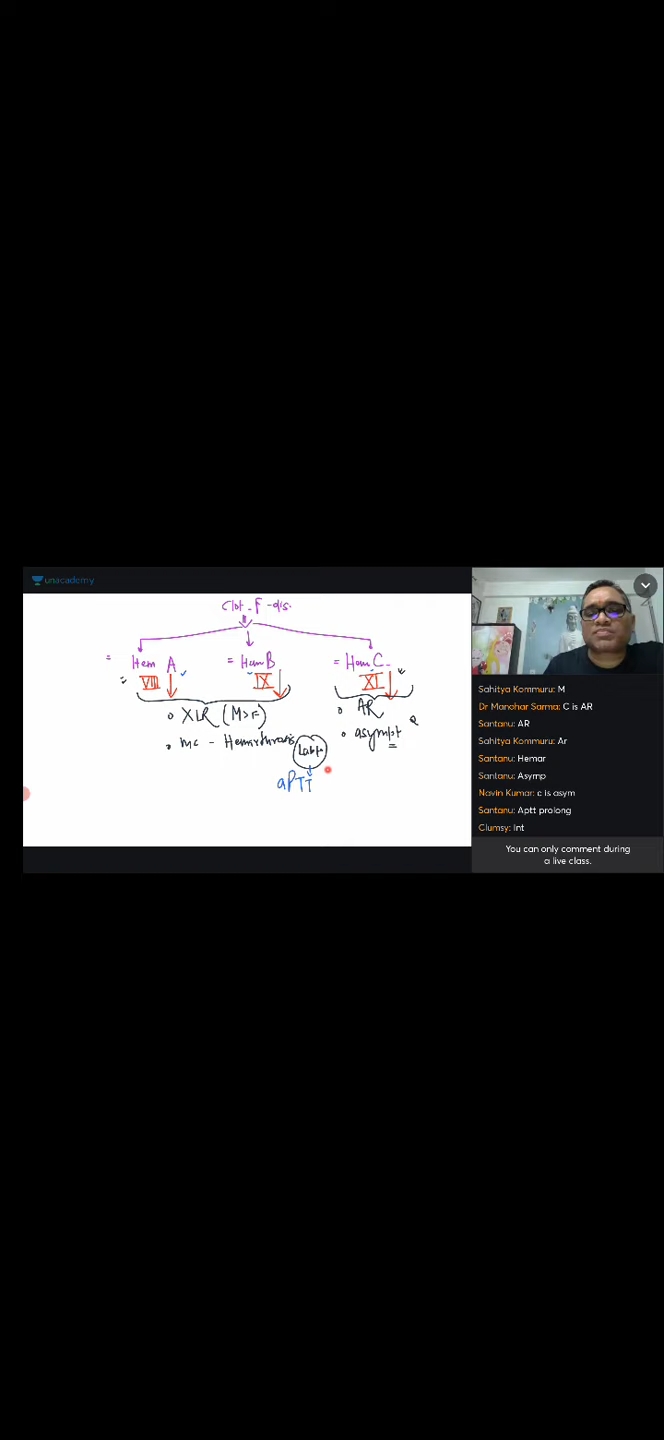 unacademy
Clot - F - dis.
= Hem A = Hem B = Hem C
VIII IX XI
XLR (M>F) AR
mc - Hemarthrosis asympt
Labs
aPTT
Sahitya Kommuru: M
Dr Manohar Sarma: C is AR
Santanu: AR
Sahitya Kommuru: Ar
Santanu: Hemar
Santanu: Asymp
Navin Kumar: c is asym
Santanu: Aptt prolong
Clumsy: Int
You can only comment during
a live class.